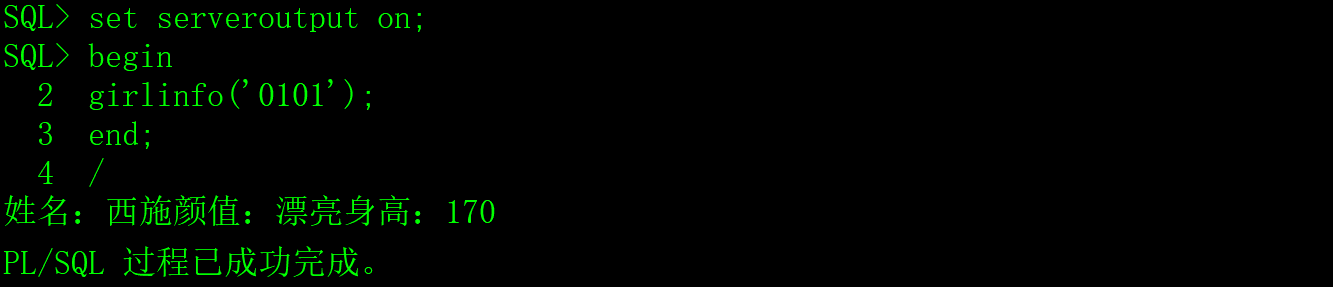 SQL> set serveroutput on;
SQL> begin
2 girlinfo('0101');
3 end;
4 /
姓名：西施颜值：漂亮身高：170
PL/SQL 过程已成功完成。